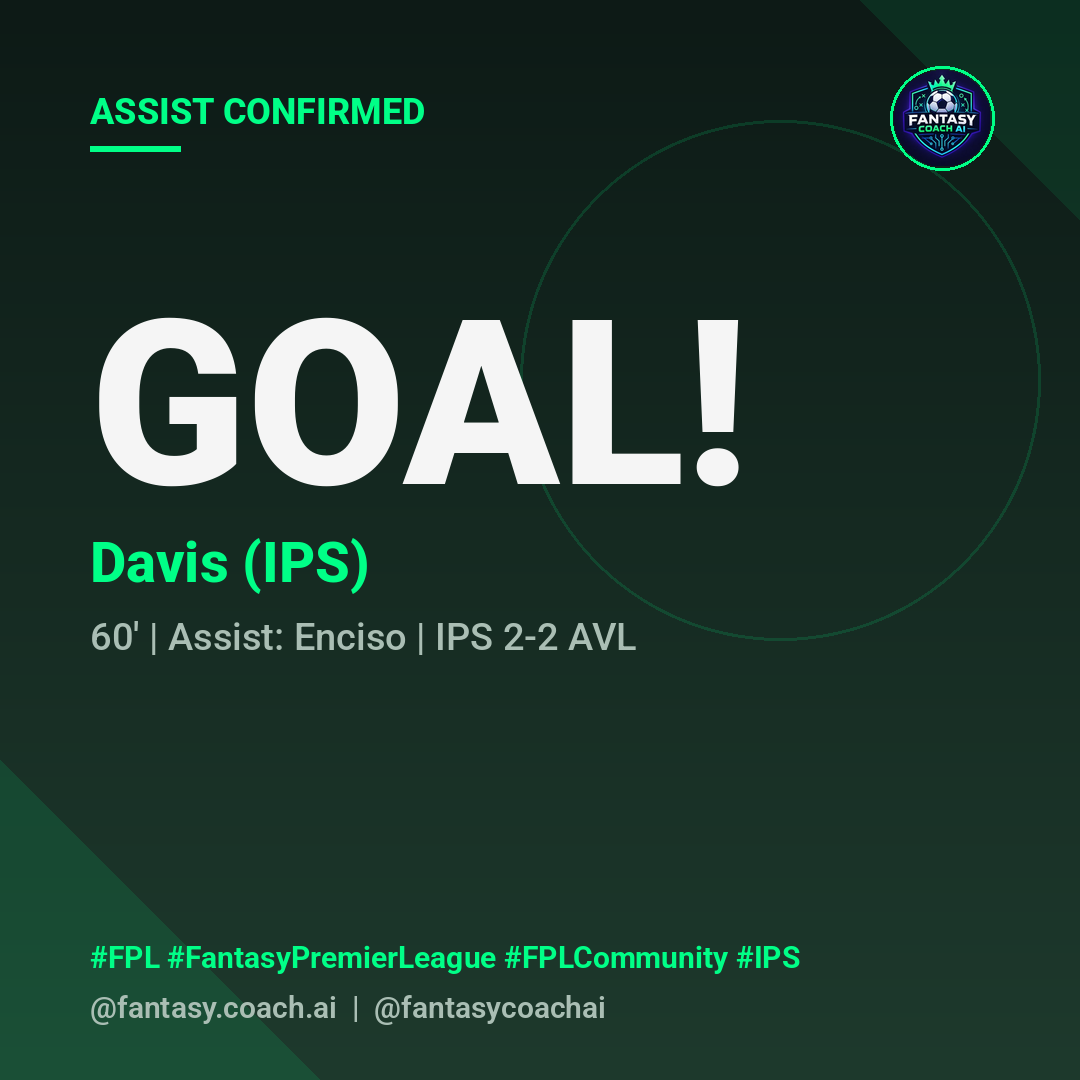 ASSIST CONFIRMED
FANTASY
COACH AI
GOAL!
Davis (IPS)
60' | Assist: Enciso | IPS 2-2 AVL
#FPL #FantasyPremierLeague #FPLCommunity #IPS
@fantasy.coach.ai | @fantasycoachai